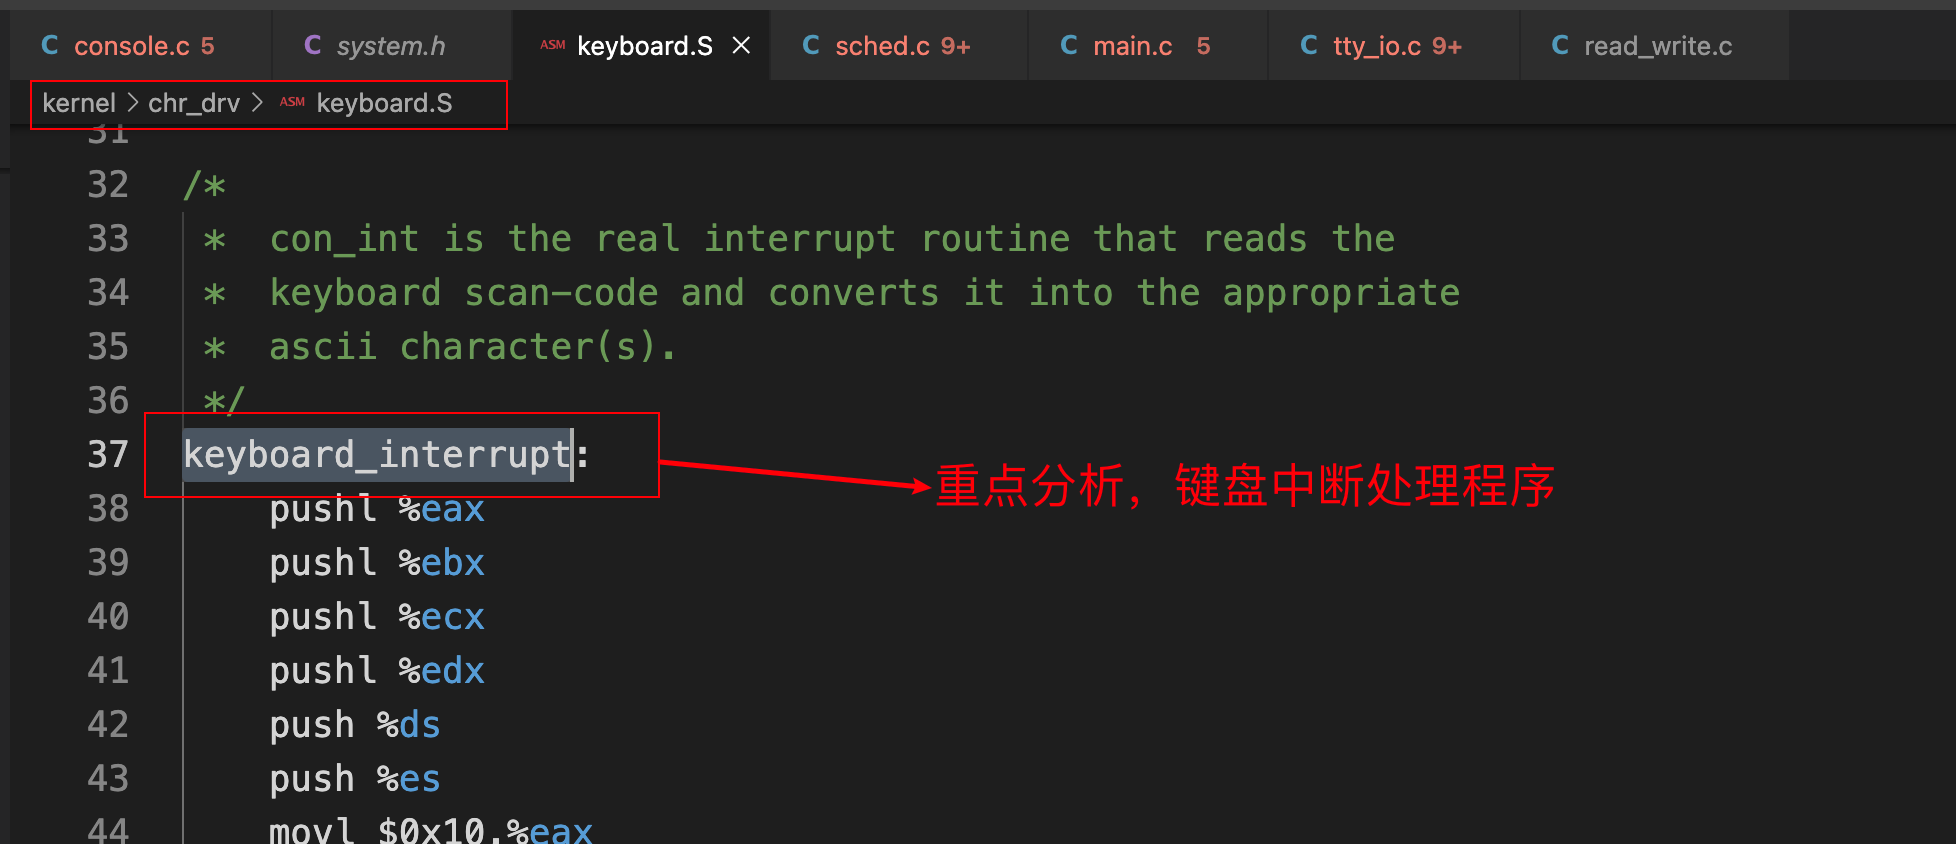 C console.c 5 C system.h ASM keyboard.S × C sched.c 9+ C main.c 5 C tty_io.c 9+ C read_write.c
kernel > chr_drv > ASM keyboard.S
31
32 /*
33 * con_int is the real interrupt routine that reads the
34 * keyboard scan-code and converts it into the appropriate
35 * ascii character(s).
36 */
37 keyboard_interrupt:
重点分析，键盘中断处理程序
38 pushl %eax
39 pushl %ebx
40 pushl %ecx
41 pushl %edx
42 push %ds
43 push %es
44 movl $0x10,%eax